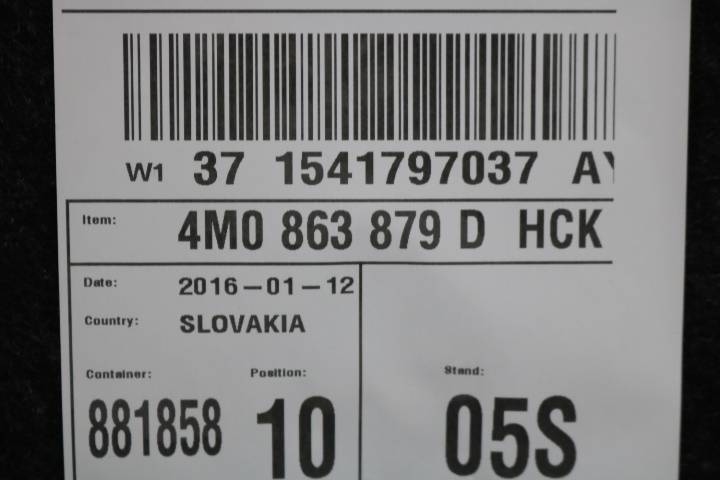 W1 37 1541797037 AY
Item: 4M0 863 879 D HCK
Date: 2016-01-12
Country: SLOVAKIA
Container: Position: Stand:
881858 10 05S